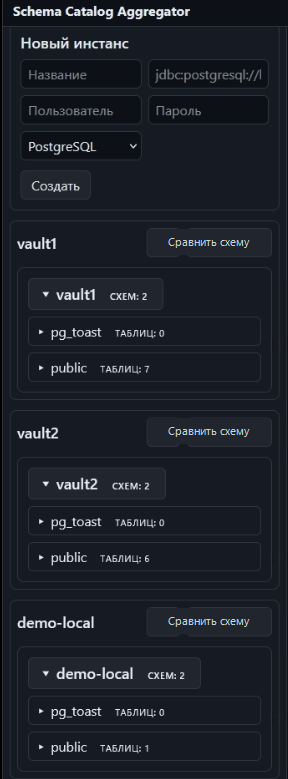 Schema Catalog Aggregator
Новый инстанс
Название jdbc:postgresql://l
Пользователь Пароль
PostgreSQL
Создать
vault1 Сравнить схему
vault1 СХЕМ: 2
pg_toast ТАБЛИЦ: 0
public ТАБЛИЦ: 7
vault2 Сравнить схему
vault2 СХЕМ: 2
pg_toast ТАБЛИЦ: 0
public ТАБЛИЦ: 6
demo-local Сравнить схему
demo-local СХЕМ: 2
pg_toast ТАБЛИЦ: 0
public ТАБЛИЦ: 1